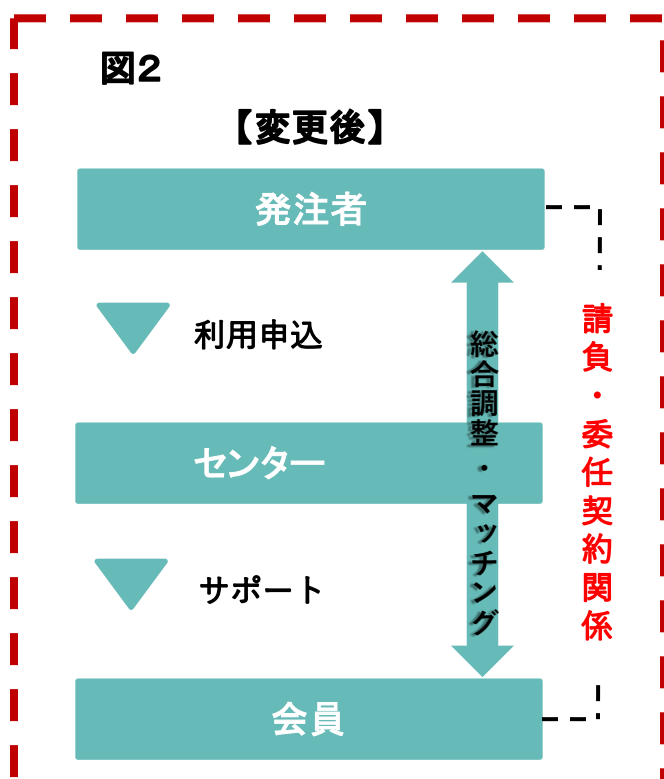 図2
【変更後】
発注者
利用申込
センター
サポート
会員
総合調整・マッチング
請負・委任契約関係